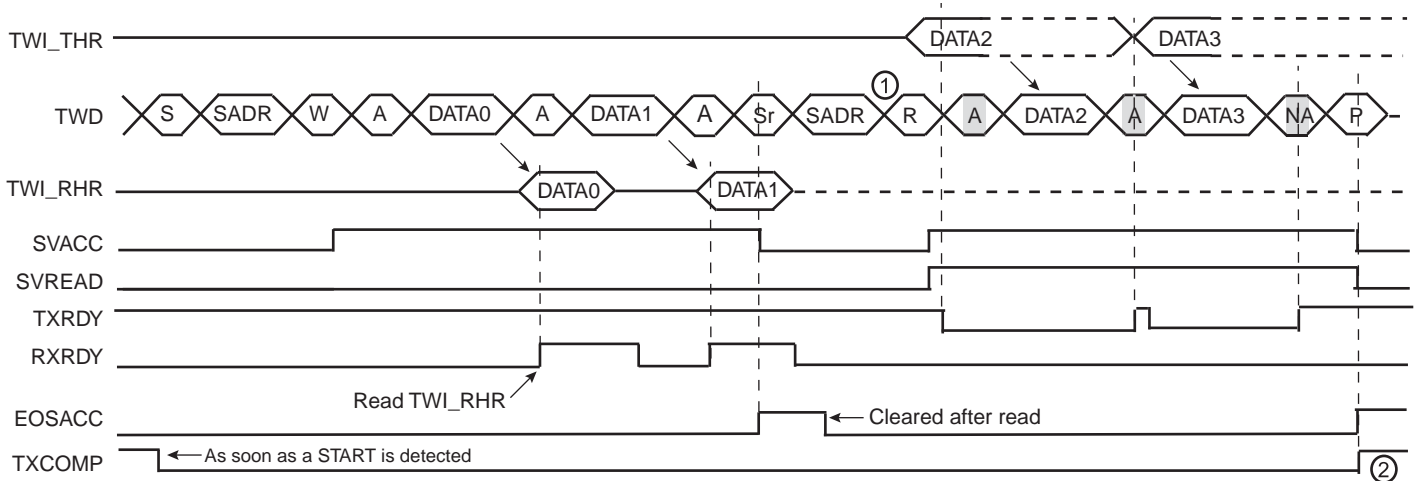 TWI_THR DATA2 DATA3
①
TWD S SADR W A DATA0 A DATA1 A Sr SADR R A DATA2 A DATA3 NA P
TWI_RHR DATA0 DATA1
SVACC
SVREAD
TXRDY
RXRDY
Read TWI_RHR
EOSACC Cleared after read
TXCOMP As soon as a START is detected ②